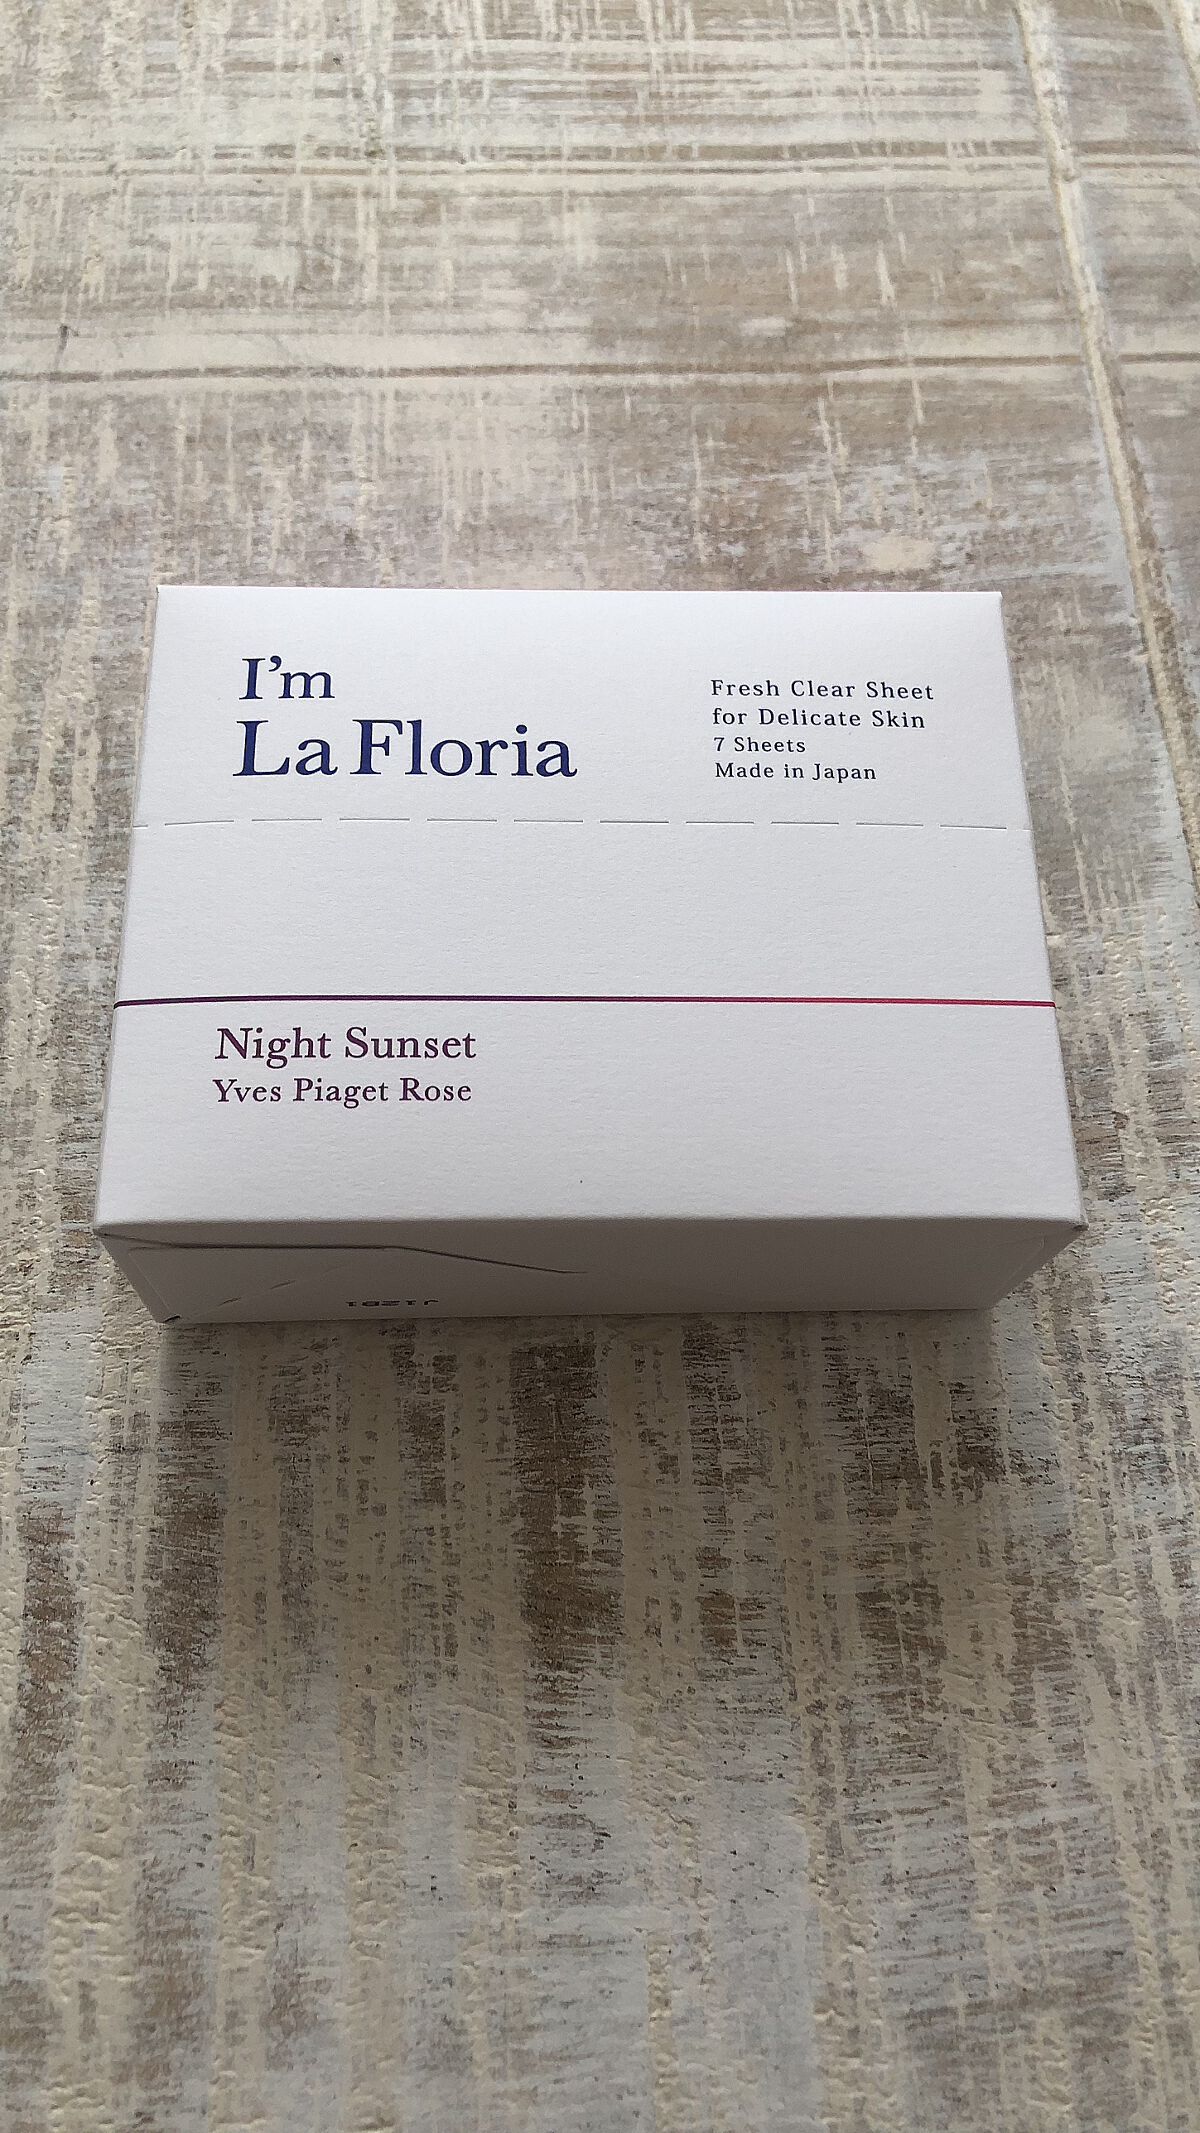 I'm
La Floria
Fresh Clear Sheet
for Delicate Skin
7 Sheets
Made in Japan
Night Sunset
Yves Piaget Rose